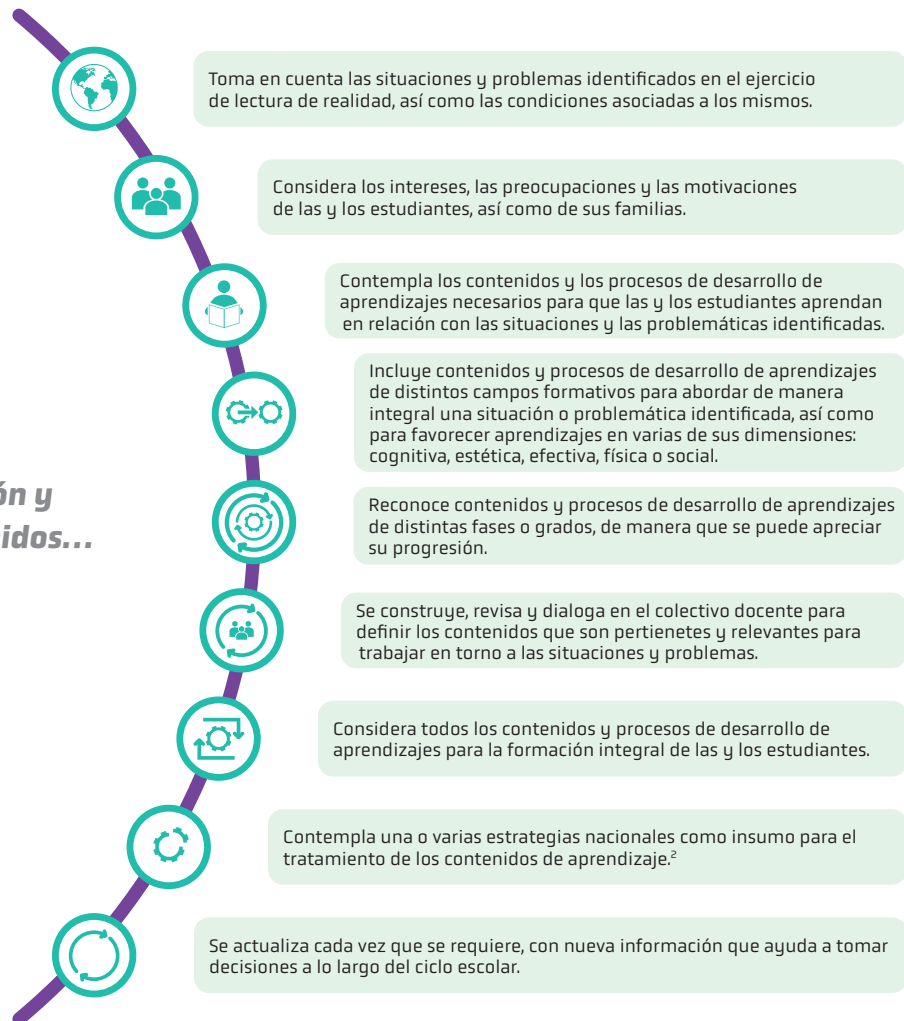 Toma en cuenta las situaciones y problemas identificados en el ejercicio
de lectura de realidad, así como las condiciones asociadas a los mismos.
Considera los intereses, las preocupaciones y las motivaciones
de las y los estudiantes, así como de sus familias.
Contempla los contenidos y los procesos de desarrollo de
aprendizajes necesarios para que las y los estudiantes aprendan
en relación con las situaciones y las problemáticas identificadas.
Incluye contenidos y procesos de desarrollo de aprendizajes
de distintos campos formativos para abordar de manera
integral una situación o problemática identificada, así como
para favorecer aprendizajes en varias de sus dimensiones:
cognitiva, estética, efectiva, física o social.
ón y
idos...
Reconoce contenidos y procesos de desarrollo de aprendizajes
de distintas fases o grados, de manera que se puede apreciar
su progresión.
Se construye, revisa y dialoga en el colectivo docente para
definir los contenidos que son pertienetes y relevantes para
trabajar en torno a las situaciones y problemas.
Considera todos los contenidos y procesos de desarrollo de
aprendizajes para la formación integral de las y los estudiantes.
Contempla una o varias estrategias nacionales como insumo para el
tratamiento de los contenidos de aprendizaje.²
Se actualiza cada vez que se requiere, con nueva información que ayuda a tomar
decisiones a lo largo del ciclo escolar.